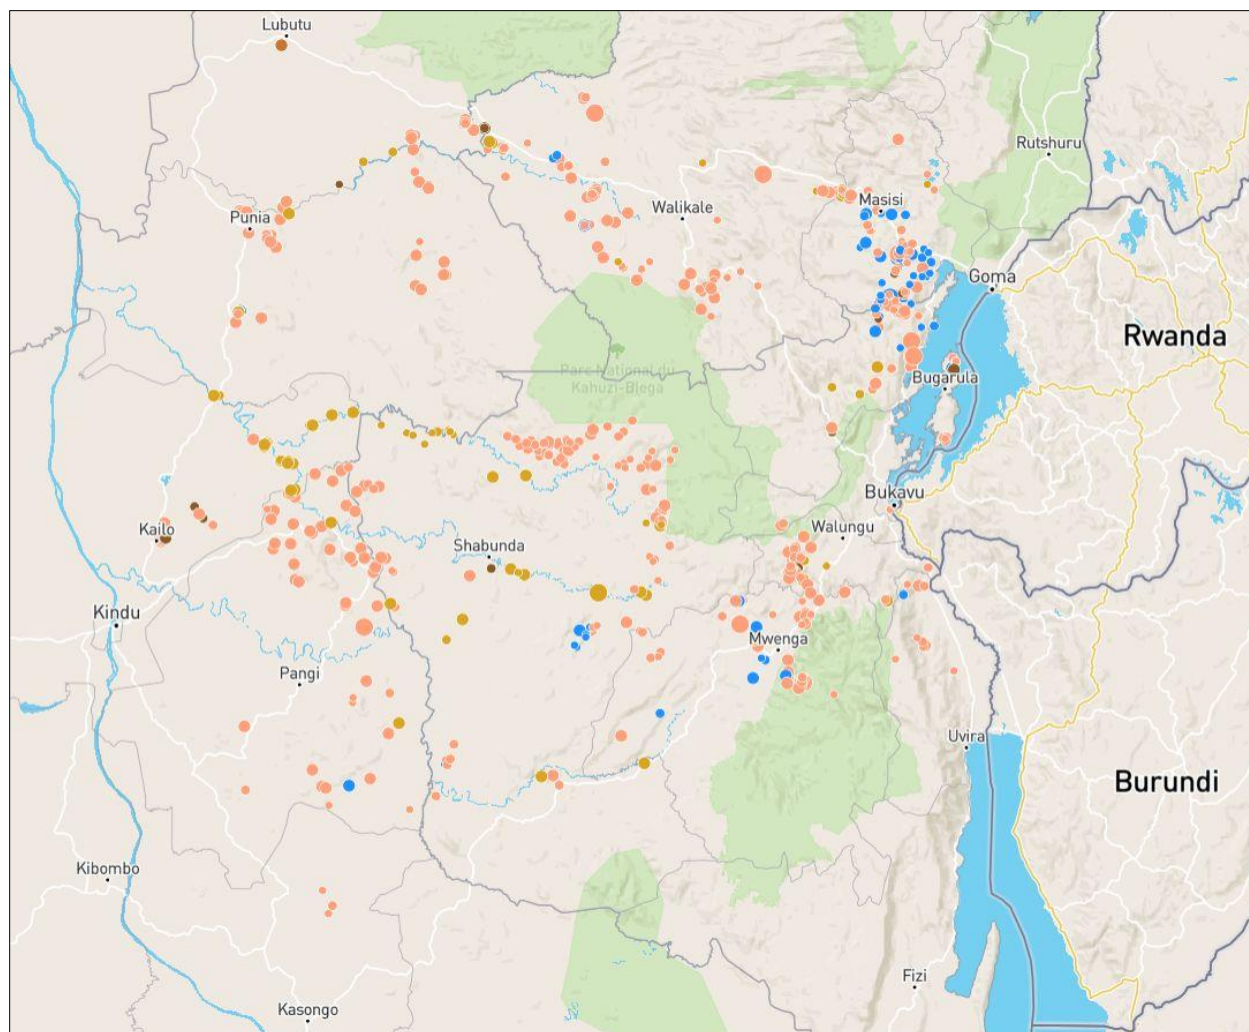 Lubutu
Rutshuru
Punia
Walikale
Masisi
Goma
Rwanda
Parc National du
Kahuzi-Biega
Bugarula
Bukavu
Kailo
Shabunda
Walungu
Kindu
Mwenga
Pangi
Uvira
Burundi
Kibombo
Fizi
Kasongo